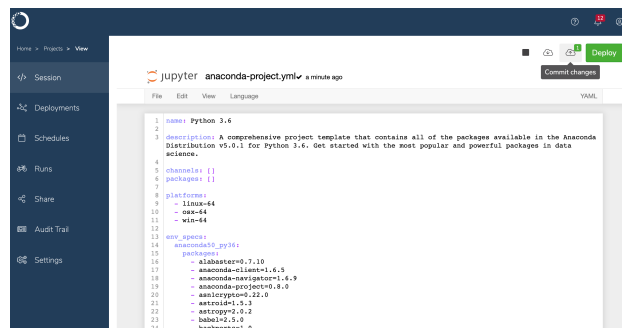 12
Home > Projects > View
1
Deploy
Commit changes
</> Session
Deployments
Schedules
Runs
Share
Audit Trail
Settings
jupyter anaconda-project.yml✔ a minute ago
File Edit View Language YAML
1 name: Python 3.6
2
3 description: A comprehensive project template that contains all of the packages available in the Anaconda
Distribution v5.0.1 for Python 3.6. Get started with the most popular and powerful packages in data
science.
4
5 channels: []
6 packages: []
7
8 platforms:
9 - linux-64
10 - osx-64
11 - win-64
12
13 env_specs:
14 anaconda50_py36:
15 packages:
16 - alabaster=0.7.10
17 - anaconda-client=1.6.5
18 - anaconda-navigator=1.6.9
19 - anaconda-project=0.8.0
20 - asn1crypto=0.22.0
21 - astroid=1.5.3
22 - astropy=2.0.2
23 - babel=2.5.0